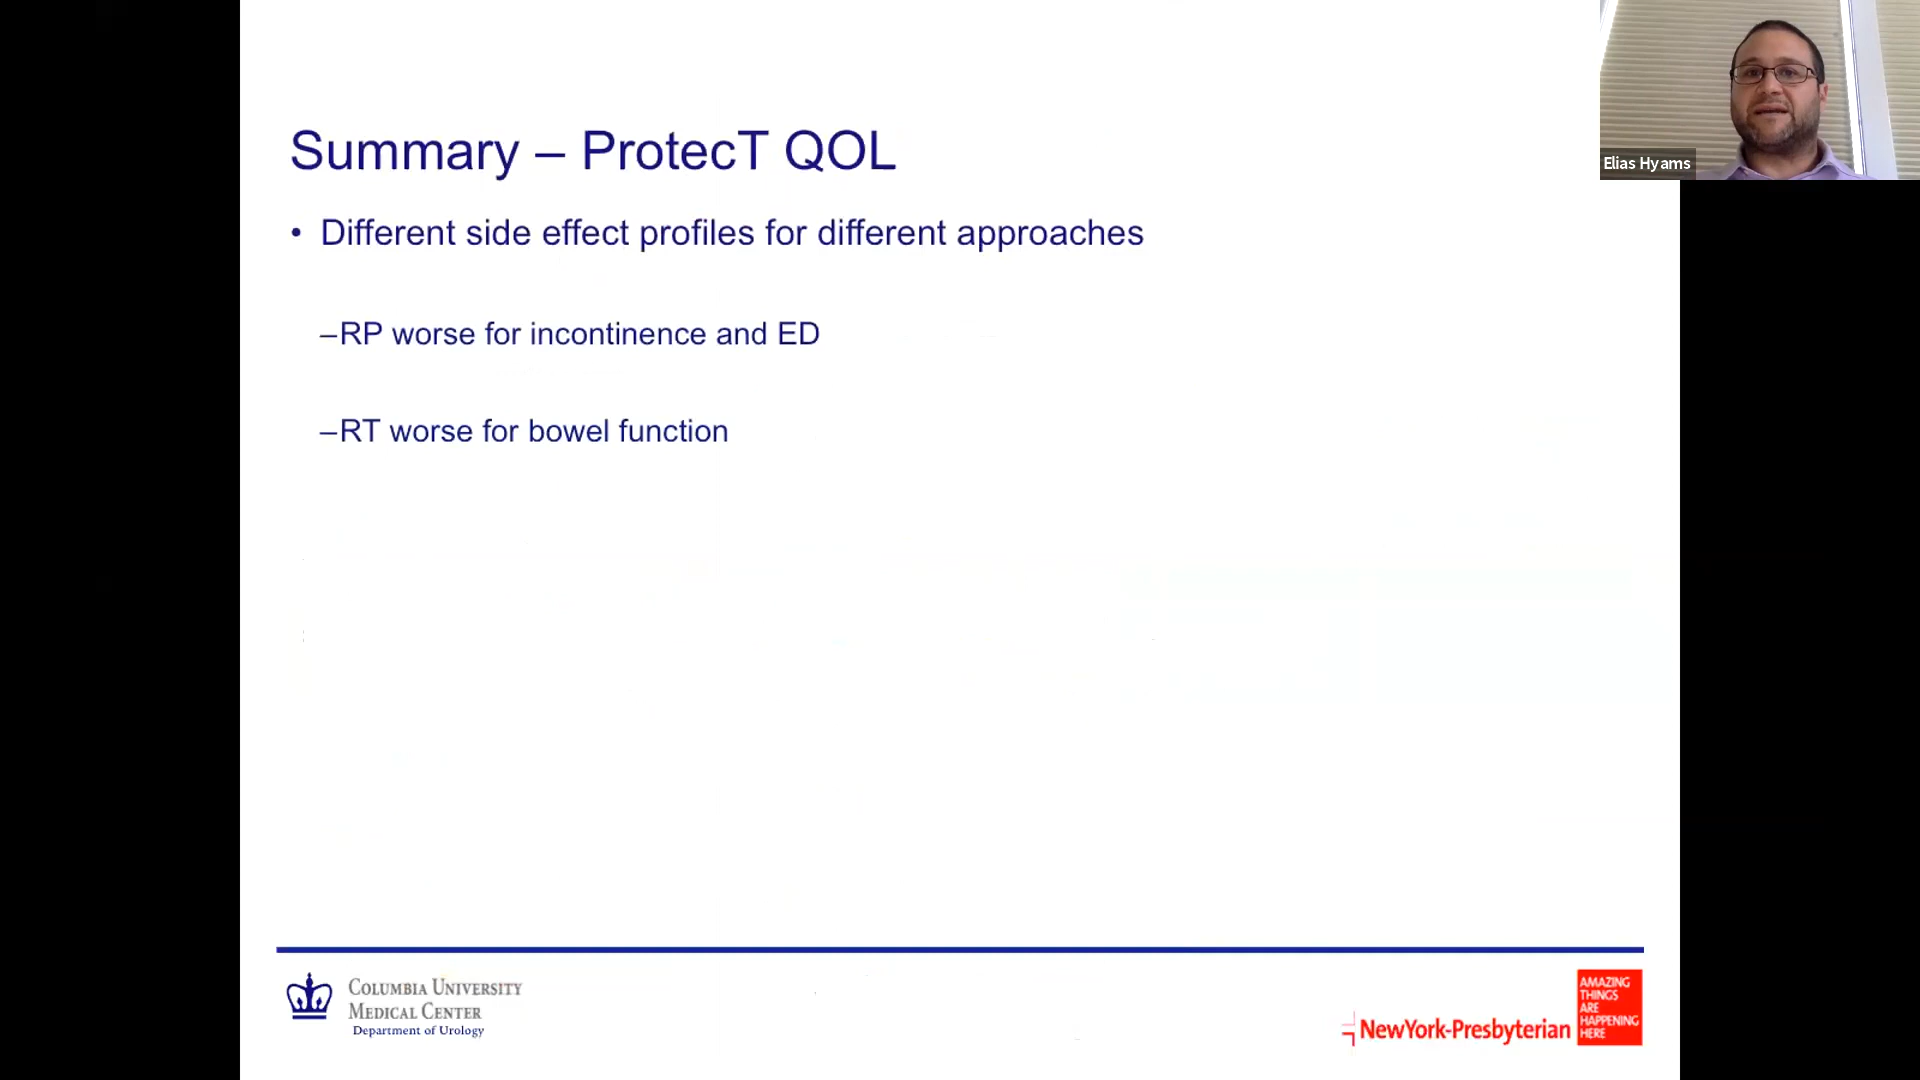 Elias Hyams
Summary – ProtecT QOL
• Different side effect profiles for different approaches
–RP worse for incontinence and ED
–RT worse for bowel function
COLUMBIA UNIVERSITY
MEDICAL CENTER
Department of Urology
NewYork-Presbyterian
AMAZING
THINGS
ARE
HAPPENING
HERE